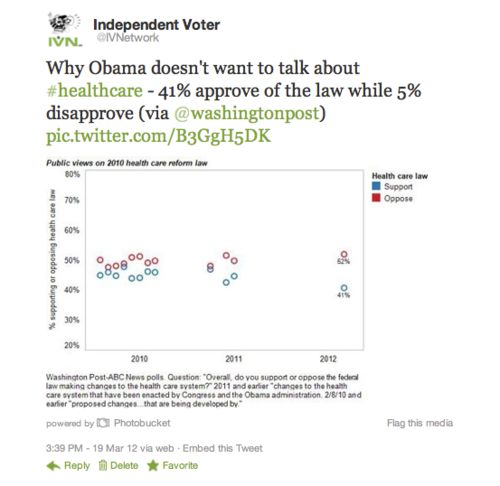 IVN.
Independent Voter
@IVNetwork
Why Obama doesn't want to talk about
#healthcare - 41% approve of the law while 5%
disapprove (via @washingtonpost)
pic.twitter.com/B3GgH5DK
Public views on 2010 health care reform law
% supporting or opposing health care law
80%
70%
60%
50%
40%
30%
20%
52%
41%
2010
2011
2012
Health care law
Support
Oppose
Washington Post-ABC News polls. Question: "Overall, do you support or oppose the federal
law making changes to the health care system?" 2011 and earlier "changes to the health
care system that have been enacted by Congress and the Obama administration. 2/8/10 and
earlier "proposed changes...that are being developed by."
powered by Photobucket
Flag this media
3:39 PM - 19 Mar 12 via web · Embed this Tweet
Reply Delete Favorite